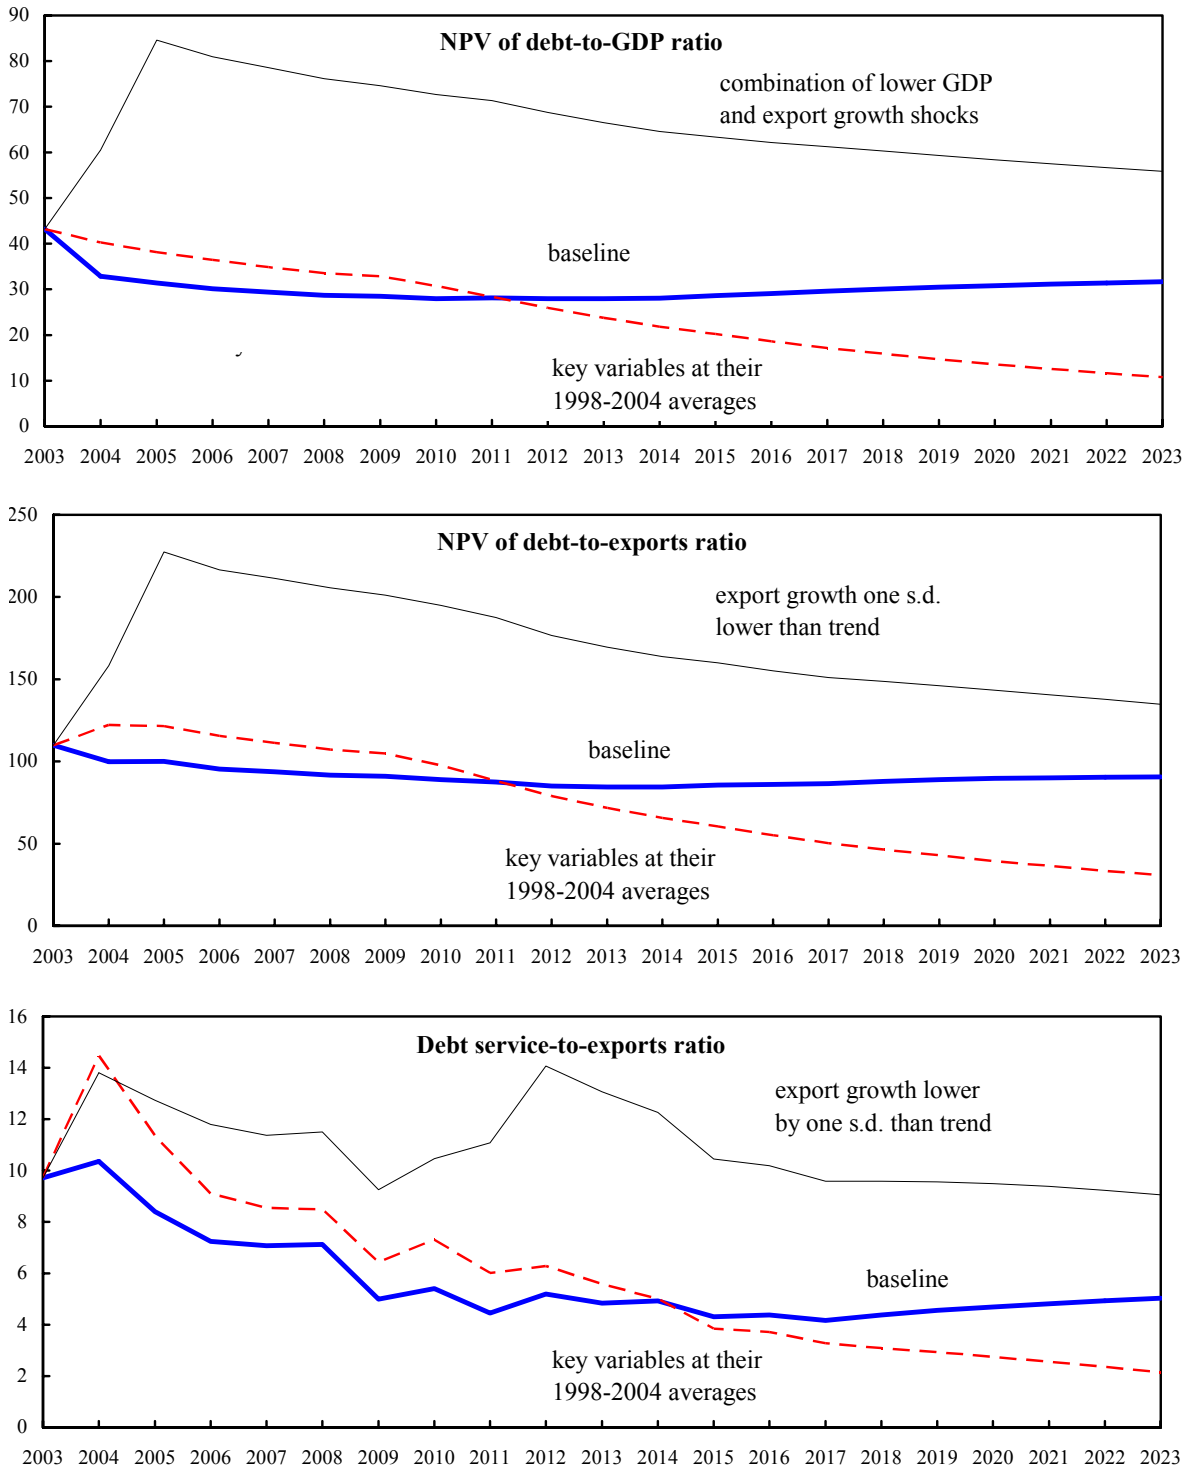 90
NPV of debt-to-GDP ratio
80
combination of lower GDP
and export growth shocks
70
60
50
40
baseline
30
20
key variables at their
1998-2004 averages
10
0
2003 2004 2005 2006 2007 2008 2009 2010 2011 2012 2013 2014 2015 2016 2017 2018 2019 2020 2021 2022 2023
250
NPV of debt-to-exports ratio
200
export growth one s.d.
lower than trend
150
100
baseline
50
key variables at their
1998-2004 averages
0
2003 2004 2005 2006 2007 2008 2009 2010 2011 2012 2013 2014 2015 2016 2017 2018 2019 2020 2021 2022 2023
16
Debt service-to-exports ratio
14
export growth lower
by one s.d. than trend
12
10
8
6
baseline
4
key variables at their
1998-2004 averages
2
0
2003 2004 2005 2006 2007 2008 2009 2010 2011 2012 2013 2014 2015 2016 2017 2018 2019 2020 2021 2022 2023